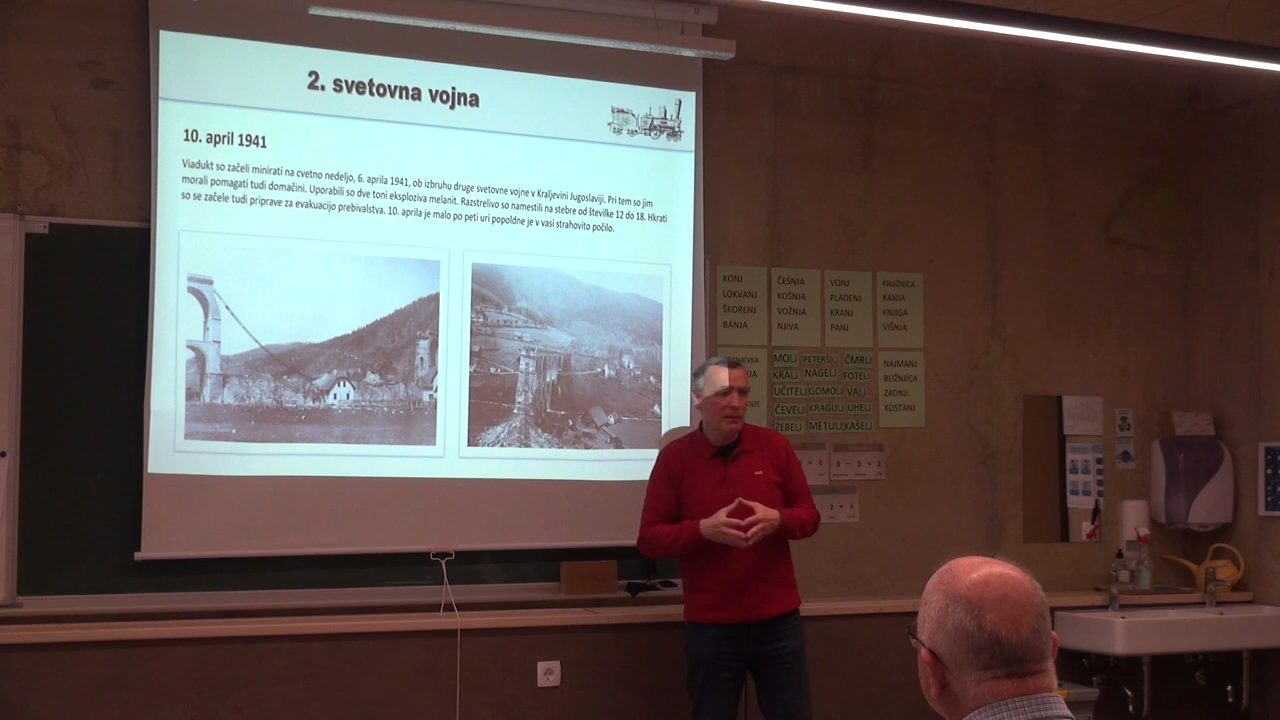 2. svetovna vojna
10. april 1941
Viadukt so začeli minirati na cvetno nedeljo, 6. aprila 1941, ob izbruhu druge svetovne vojne v Kraljevini Jugoslaviji. Pri tem so jim
morali pomagati tudi domačini. Uporabili so dve toni eksploziva melanit. Razstrelivo so namestili na stebre od številke 12 do 18. Hkrati
so se začele tudi priprave za evakuacijo prebivalstva. 10. aprila je malo po peti uri popoldne je v vasi strahovito počilo.
KONJ
LOKVANJ
ŠKORENJ
BANJA
ČEŠNJA
KOŠNJA
VOŽNJA
NJIVA
VONJ
PLADENJ
KRANJ
PANJ
KNJIŽNICA
KANJA
KNJIGA
VIŠNJA
MOLJ PETERŠILJ ČMRLJ
KRALJ NAGELJ FOTELJ
UČITELJ GOMOLJ VALJ
ČEVELJ KRAGULJ UHELJ
ŽEBELJ METULJ KAŠELJ
NAJMANJ
BLIŽNJICA
ZADNJI
KOSTANJ
5 - 3 = 2